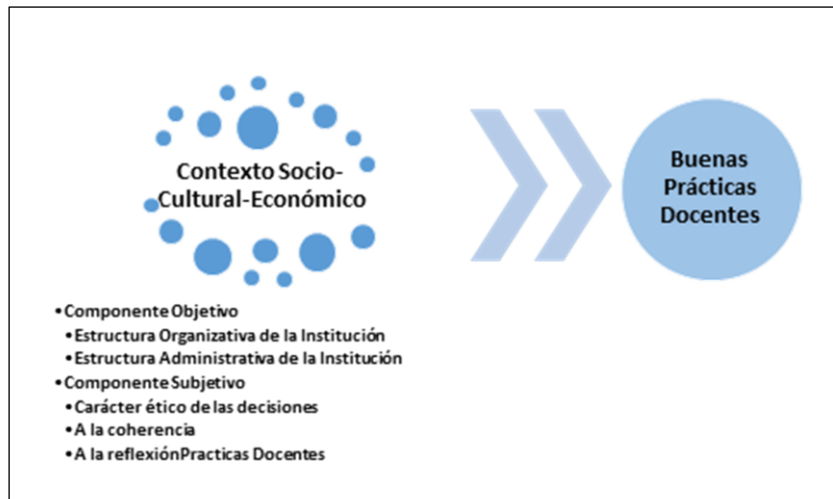 Contexto Socio-
Cultural-Económico
Buenas
Prácticas
Docentes
•Componente Objetivo
•Estructura Organizativa de la Institución
•Estructura Administrativa de la Institución
•Componente Subjetivo
•Carácter ético de las decisiones
•A la coherencia
•A la reflexiónPracticas Docentes